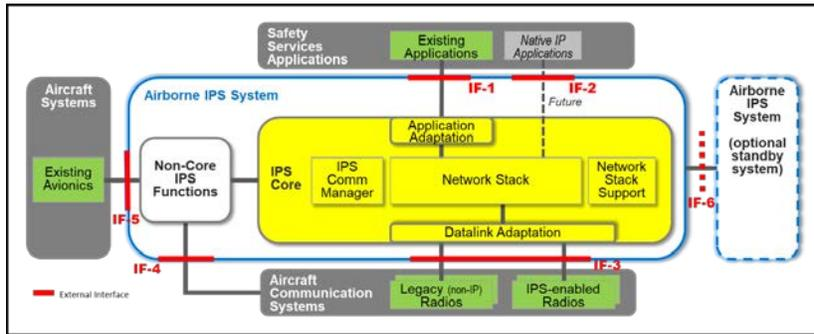 Safety
Services
Applications
Existing
Applications
Native IP
Applications
IF-1
IF-2
Future
Aircraft
Systems
Existing
Avionics
IF-5
Airborne IPS System
Non-Core
IPS
Functions
IPS
Core
Application
Adaptation
IPS
Comm
Manager
Network Stack
Network
Stack
Support
Datalink Adaptation
IF-6
Airborne
IPS
System
(optional
standby
system)
IF-4
IF-3
Aircraft
Communication
Systems
Legacy (non-IP)
Radios
IPS-enabled
Radios
External Interface